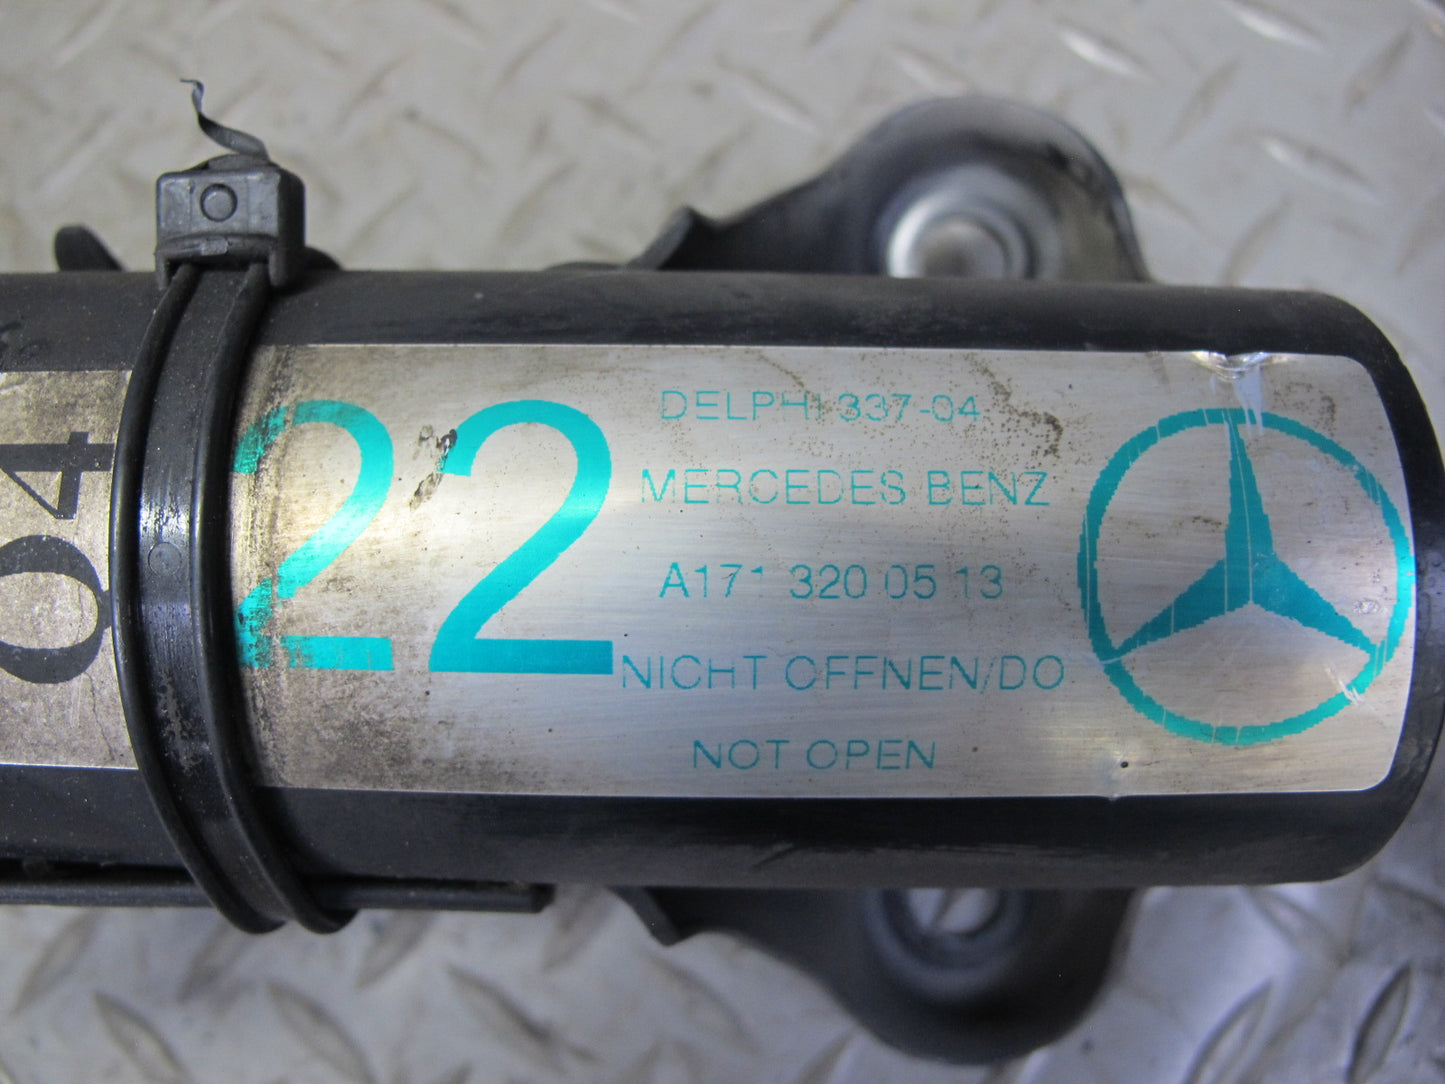 04
22
DELPHI 337-04
MERCEDES BENZ
A171 320 05 13
NICHT OFFNEN/DO
NOT OPEN